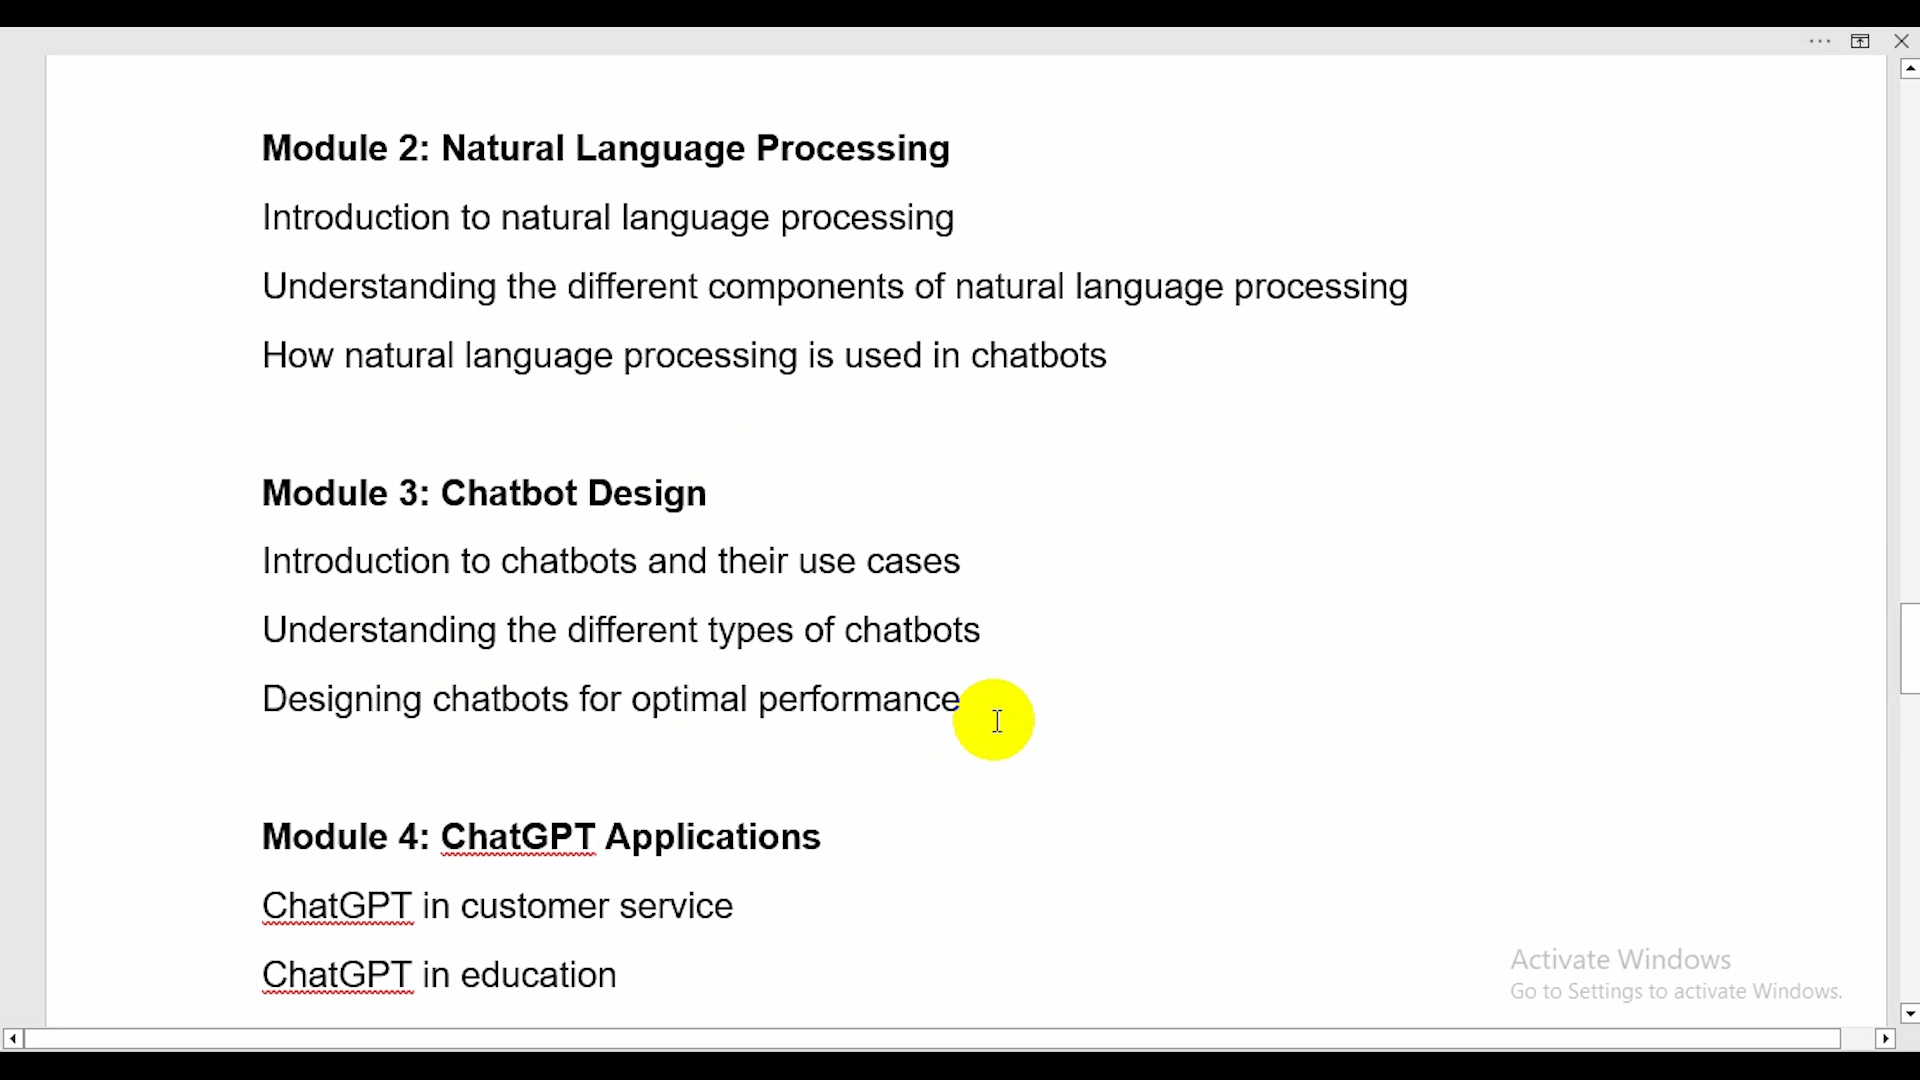 Module 2: Natural Language Processing
Introduction to natural language processing
Understanding the different components of natural language processing
How natural language processing is used in chatbots
Module 3: Chatbot Design
Introduction to chatbots and their use cases
Understanding the different types of chatbots
Designing chatbots for optimal performance
Module 4: ChatGPT Applications
ChatGPT in customer service
ChatGPT in education
Activate Windows
Go to Settings to activate Windows.